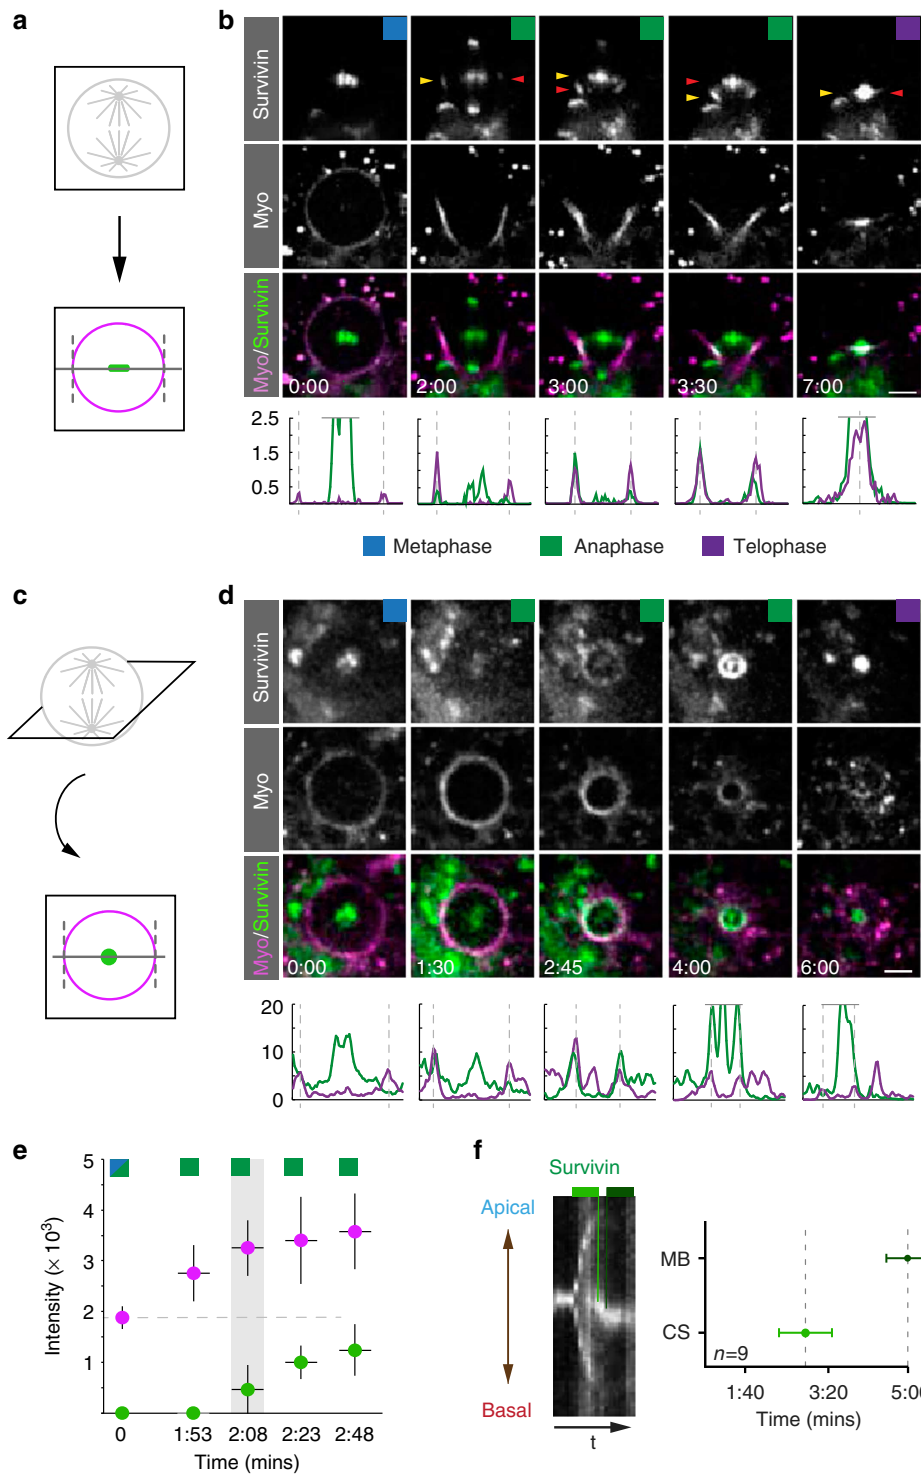 a
b
Survivin
Myo
Myo/Survivin
0:00
2:00
3:00
3:30
7:00
2.5
1.5
0.5
Metaphase
Anaphase
Telophase
c
d
Survivin
Myo
Myo/Survivin
0:00
1:30
2:45
4:00
6:00
20
10
0
e
5
4
3
2
1
Intensity (× 10³)
0
1:53
2:08
2:23
2:48
Time (mins)
f
Survivin
Apical
Basal
t
MB
CS
n=9
1:40
3:20
5:00
Time (mins)